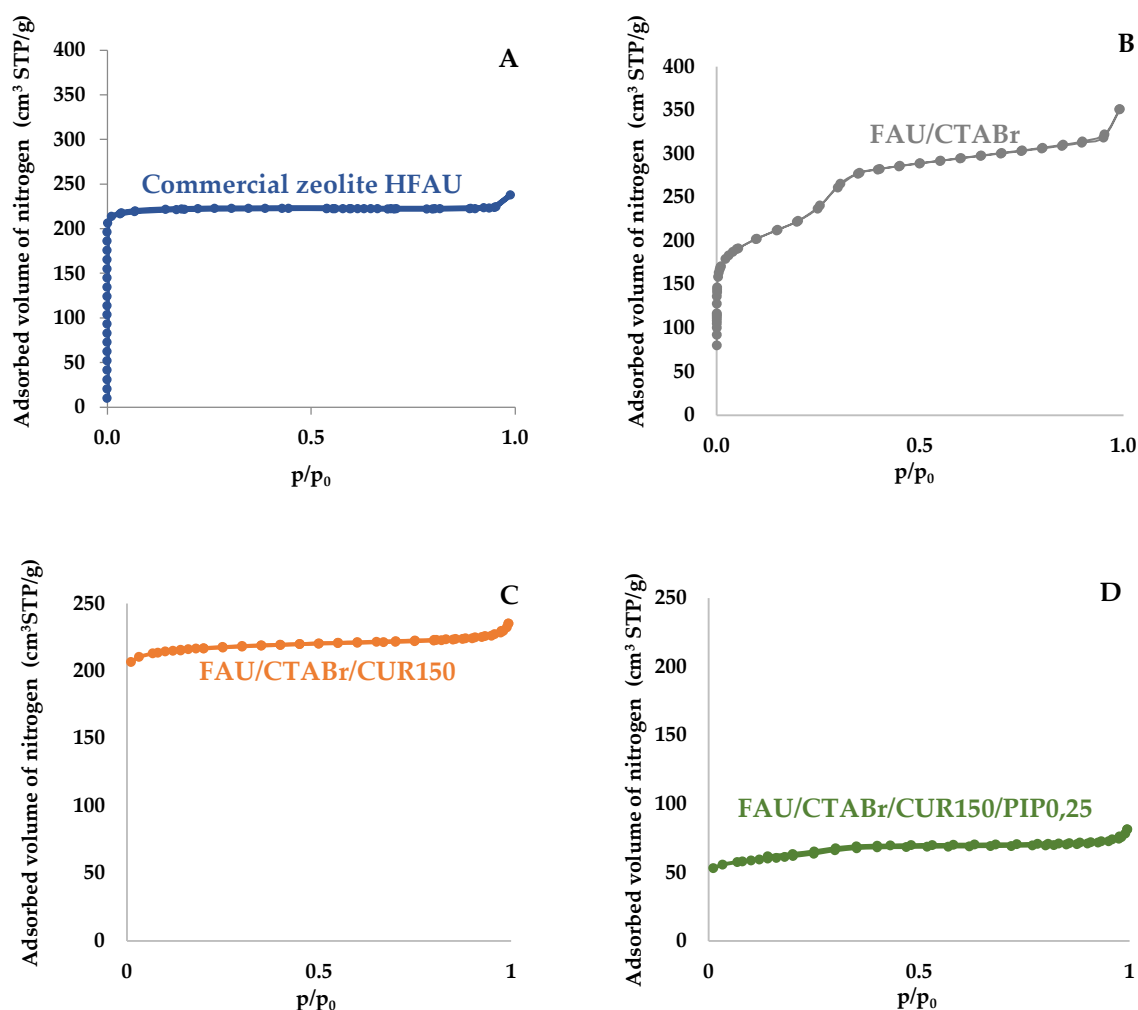 A
Adsorbed volume of nitrogen (cm³ STP/g)
400
350
300
250
200
150
100
50
0
Commercial zeolite HFAU
0.0
0.5
1.0
p/p₀
B
Adsorbed volume of nitrogen (cm³ STP/g)
400
350
300
250
200
150
100
50
0
FAU/CTABr
0.0
0.5
1.0
p/p₀
C
Adsorbed volume of nitrogen (cm³STP/g)
250
200
150
100
50
0
FAU/CTABr/CUR150
0
0.5
1
p/p₀
D
Adsorbed volume of nitrogen (cm³ STP/g)
250
200
150
100
50
0
FAU/CTABr/CUR150/PIP0,25
0
0.5
1
p/p₀